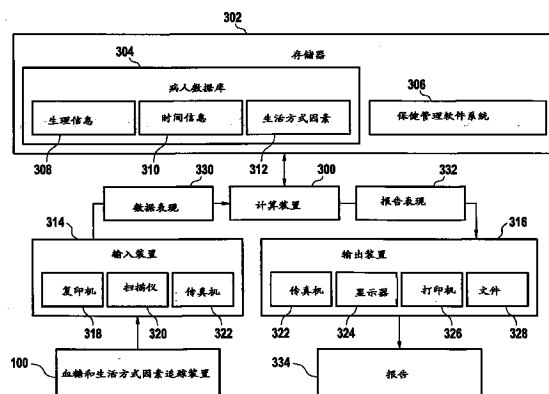 302
存储器
304
病人数据库
306
生理信息
时间信息
生活方式因素
保健管理软件系统
308
310
312
330
300
332
数据表现
计算装置
报告表现
314
316
输入装置
输出装置
复印机
扫描仪
传真机
传真机
显示器
打印机
文件
318
320
322
322
324
326
328
100
血糖和生活方式因素追踪装置
334
报告